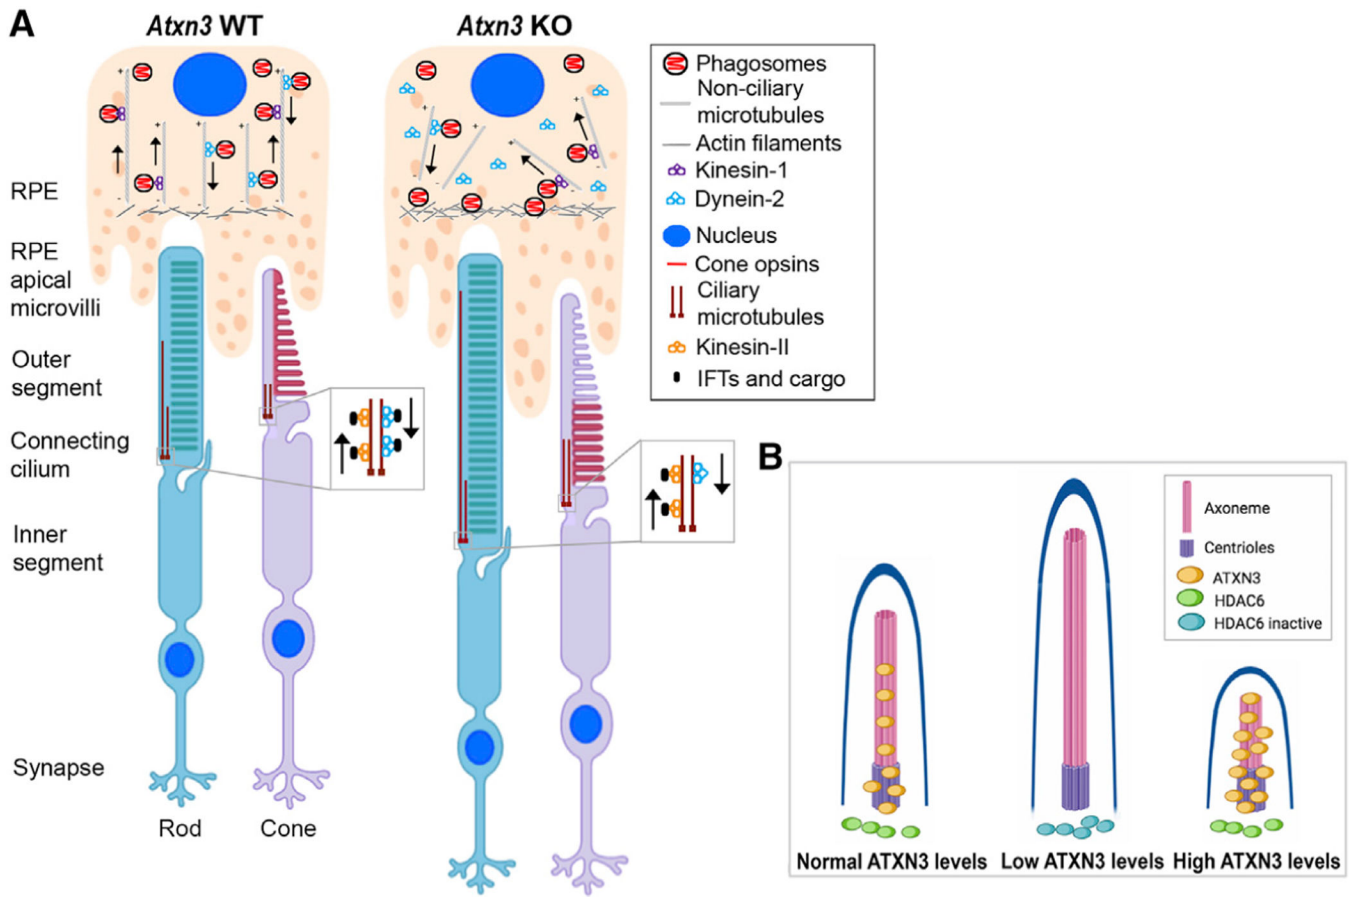 A
Atxn3 WT
Atxn3 KO
RPE
RPE
apical
microvilli
Outer
segment
Connecting
cilium
Inner
segment
Synapse
Rod
Cone
Phagosomes
Non-ciliary
microtubules
Actin filaments
Kinesin-1
Dynein-2
Nucleus
Cone opsins
Ciliary
microtubules
Kinesin-II
IFTs and cargo
B
Axoneme
Centrioles
ATXN3
HDAC6
HDAC6 inactive
Normal ATXN3 levels
Low ATXN3 levels
High ATXN3 levels